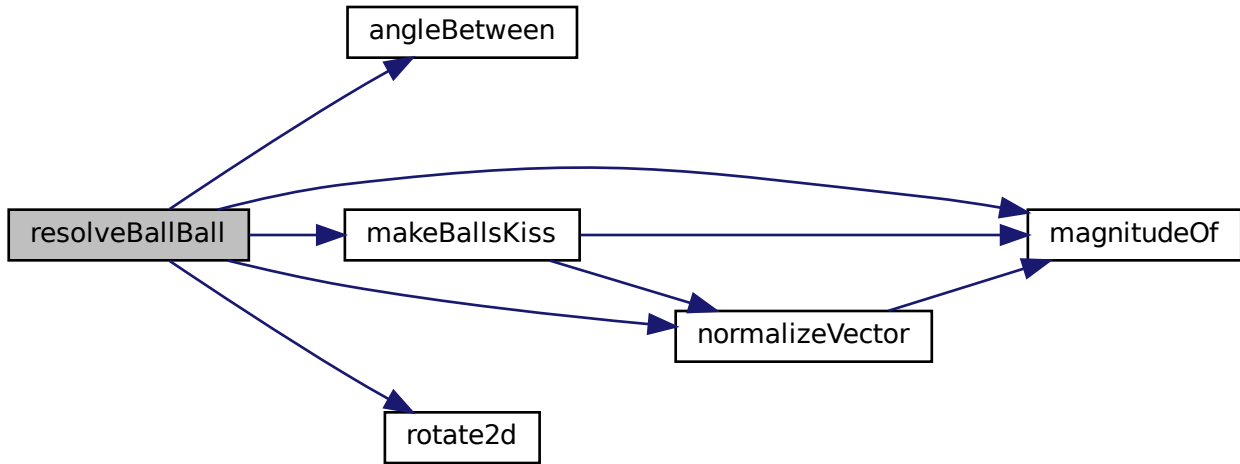 angleBetween
resolveBallBall
makeBallsKiss
magnitudeOf
normalizeVector
rotate2d